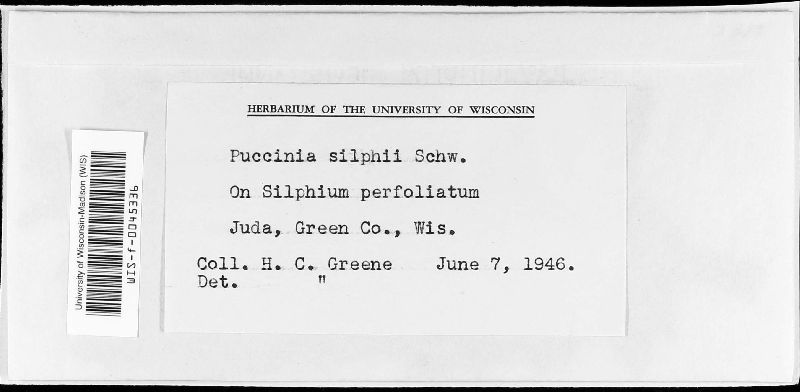 HERBARIUM OF THE UNIVERSITY OF WISCONSIN
Puccinia silphii Schw.
On Silphium perfoliatum
Juda, Green Co., Wis.
Coll. H. C. Greene June 7, 1946.
Det. "
University of Wisconsin-Madison (WIS)
WIS-f-0045336